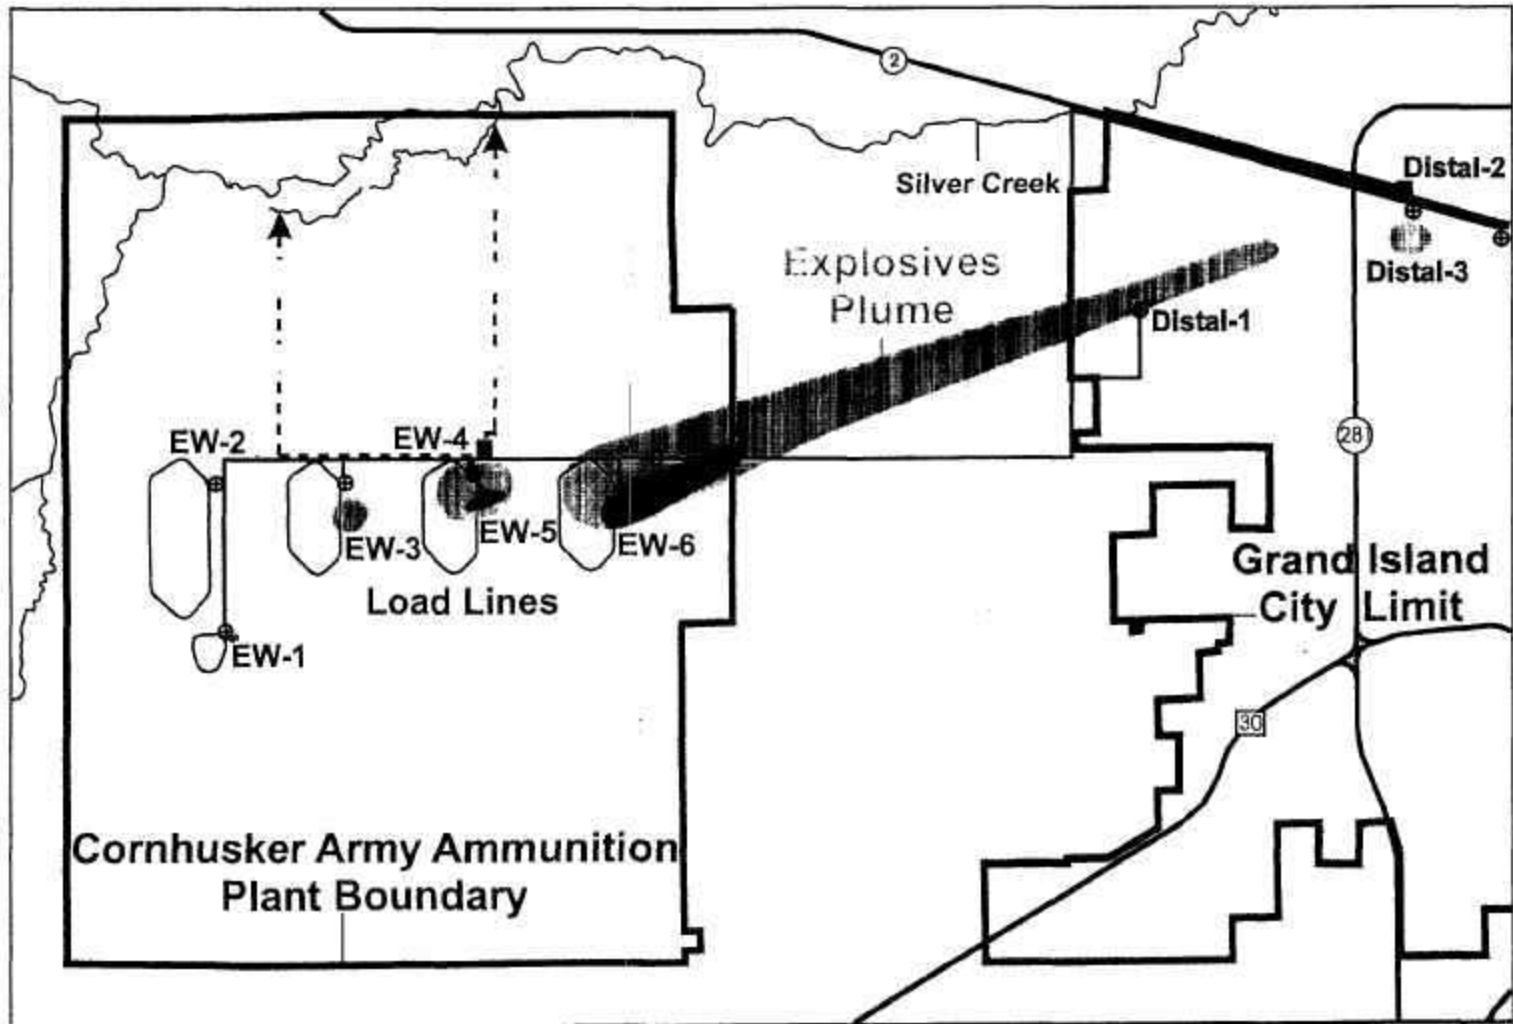 2
Distal-2
Silver Creek
Explosives
Plume
Distal-3
Distal-1
EW-2
EW-4
281
EW-3
EW-5
EW-6
Load Lines
Grand Island
City Limit
EW-1
30
Cornhusker Army Ammunition
Plant Boundary